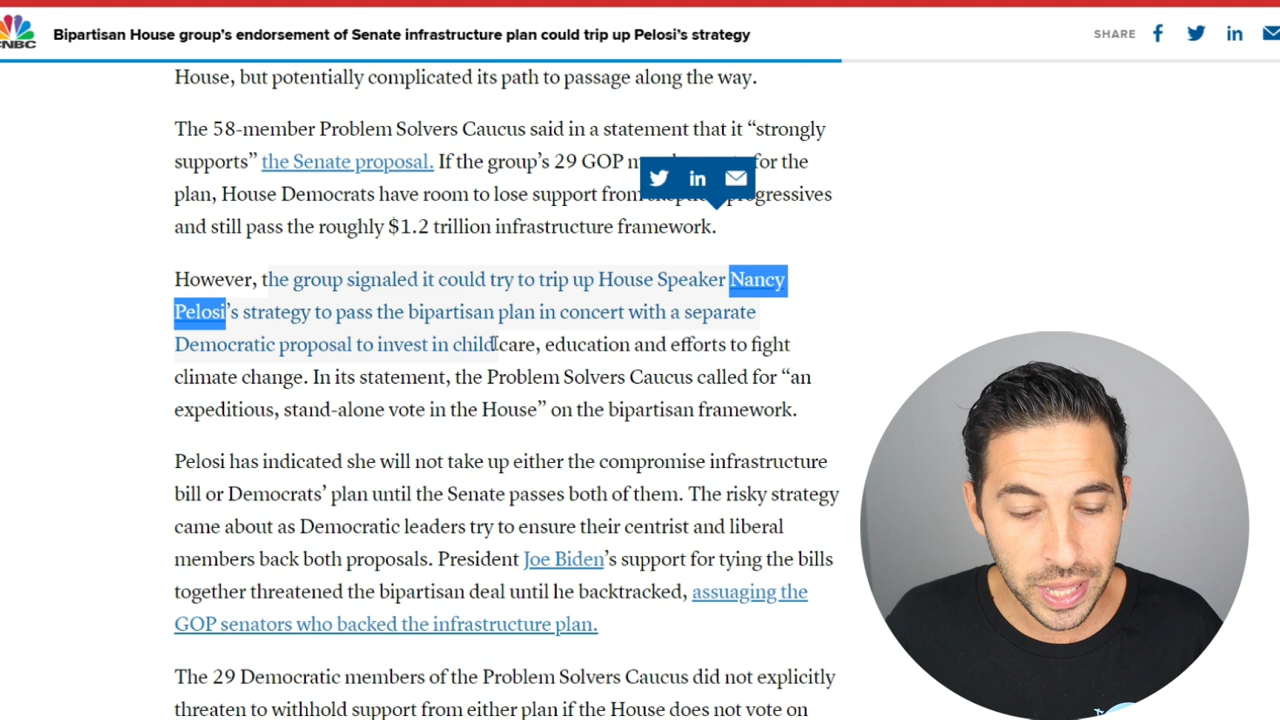 CNBC
Bipartisan House group's endorsement of Senate infrastructure plan could trip up Pelosi's strategy
SHARE
House, but potentially complicated its path to passage along the way.
The 58-member Problem Solvers Caucus said in a statement that it “strongly
supports” the Senate proposal. If the group’s 29 GOP for the
plan, House Democrats have room to lose support from progressives
and still pass the roughly $1.2 trillion infrastructure framework.
However, the group signaled it could try to trip up House Speaker Nancy
Pelosi’s strategy to pass the bipartisan plan in concert with a separate
Democratic proposal to invest in child care, education and efforts to fight
climate change. In its statement, the Problem Solvers Caucus called for “an
expeditious, stand-alone vote in the House” on the bipartisan framework.
Pelosi has indicated she will not take up either the compromise infrastructure
bill or Democrats’ plan until the Senate passes both of them. The risky strategy
came about as Democratic leaders try to ensure their centrist and liberal
members back both proposals. President Joe Biden’s support for tying the bills
together threatened the bipartisan deal until he backtracked, assuaging the
GOP senators who backed the infrastructure plan.
The 29 Democratic members of the Problem Solvers Caucus did not explicitly
threaten to withhold support from either plan if the House does not vote on